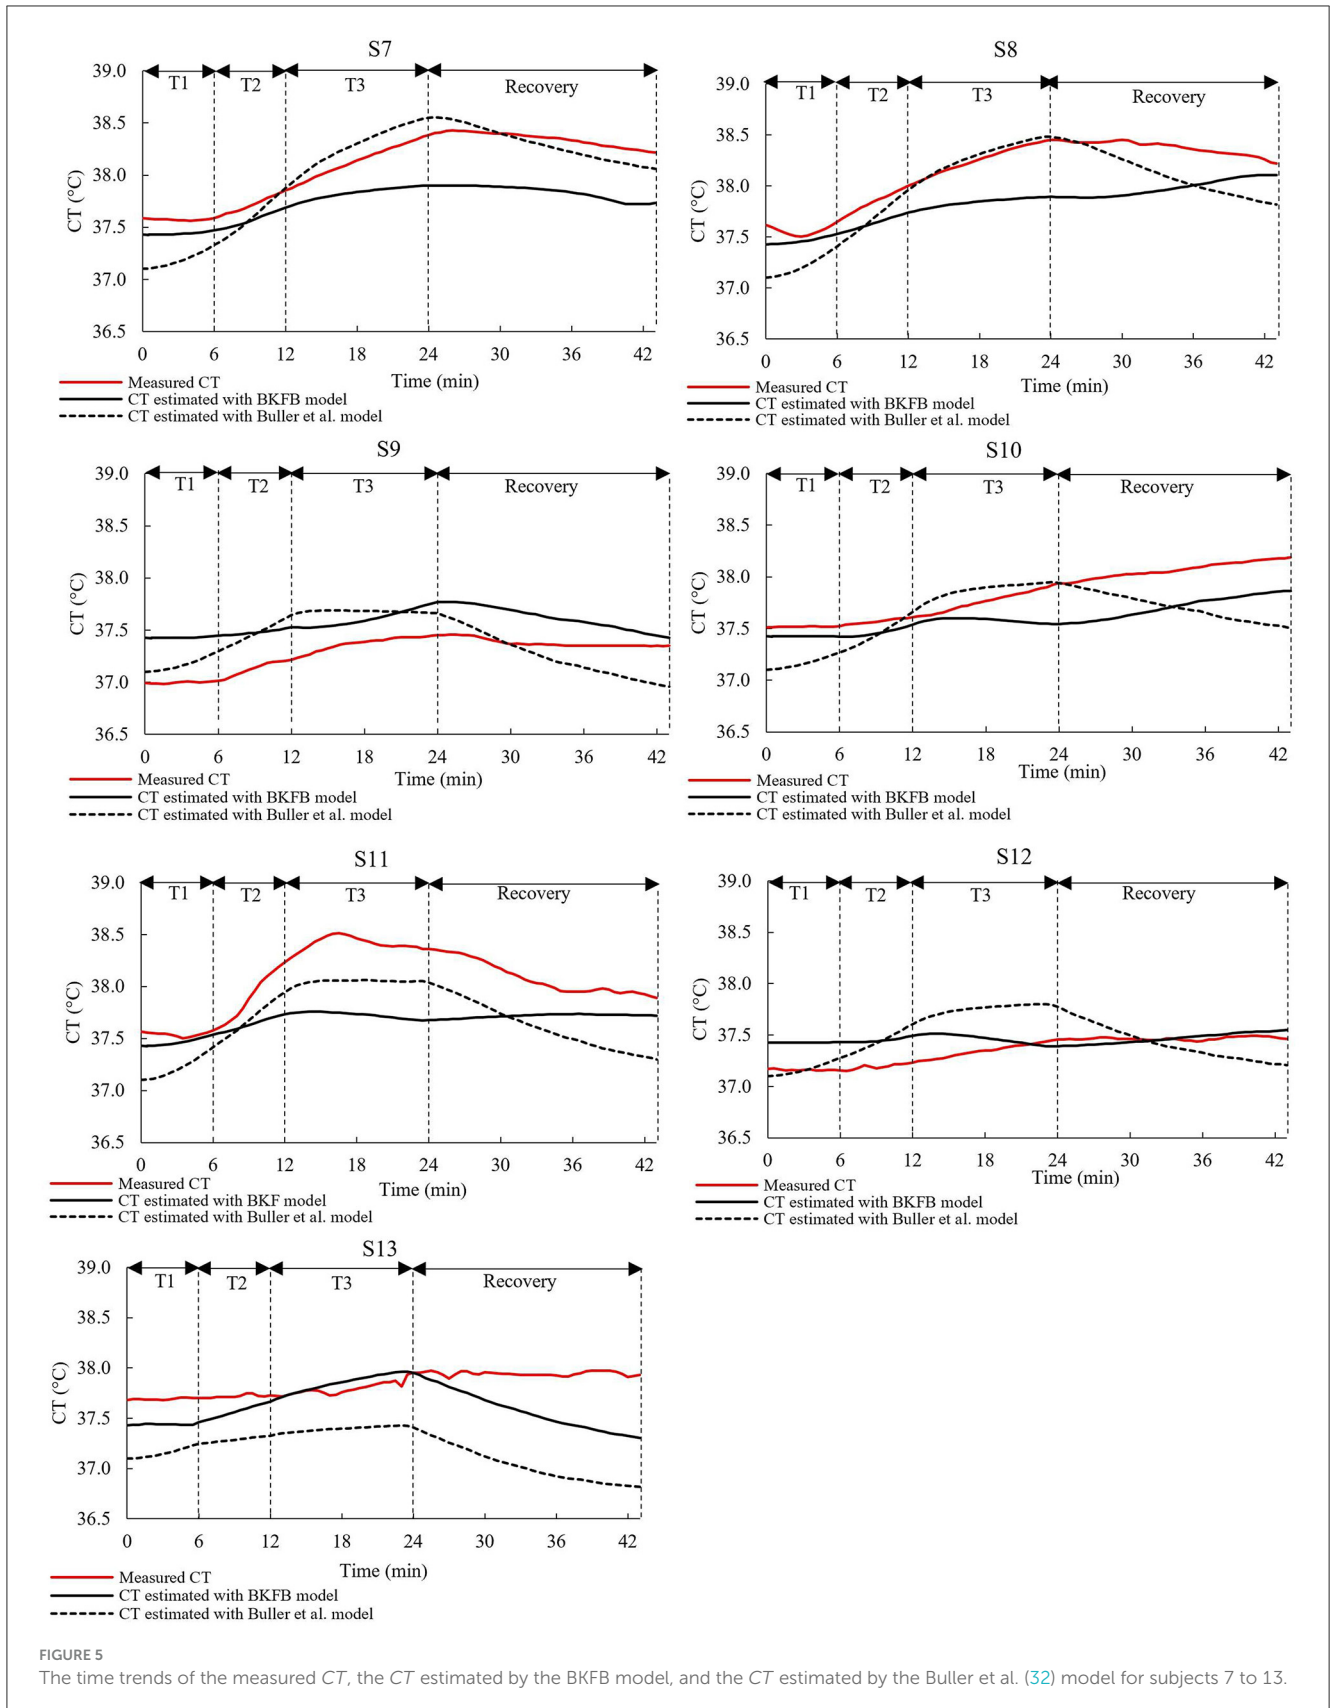 S7
39.0
38.5
38.0
37.5
37.0
36.5
CT (°C)
T1 T2 T3 Recovery
0 6 12 18 24 30 36 42
Time (min)
Measured CT
CT estimated with BKFB model
CT estimated with Buller et al. model
S8
39.0
38.5
38.0
37.5
37.0
36.5
CT (°C)
T1 T2 T3 Recovery
0 6 12 18 24 30 36 42
Time (min)
Measured CT
CT estimated with BKFB model
CT estimated with Buller et al. model
S9
39.0
38.5
38.0
37.5
37.0
36.5
CT (°C)
T1 T2 T3 Recovery
0 6 12 18 24 30 36 42
Time (min)
Measured CT
CT estimated with BKFB model
CT estimated with Buller et al. model
S10
39.0
38.5
38.0
37.5
37.0
36.5
CT (°C)
T1 T2 T3 Recovery
0 6 12 18 24 30 36 42
Time (min)
Measured CT
CT estimated with BKFB model
CT estimated with Buller et al. model
S11
39.0
38.5
38.0
37.5
37.0
36.5
CT (°C)
T1 T2 T3 Recovery
0 6 12 18 24 30 36 42
Time (min)
Measured CT
CT estimated with BKF model
CT estimated with Buller et al. model
S12
39.0
38.5
38.0
37.5
37.0
36.5
CT (°C)
T1 T2 T3 Recovery
0 6 12 18 24 30 36 42
Time (min)
Measured CT
CT estimated with BKFB model
CT estimated with Buller et al. model
S13
39.0
38.5
38.0
37.5
37.0
36.5
CT (°C)
T1 T2 T3 Recovery
0 6 12 18 24 30 36 42
Time (min)
Measured CT
CT estimated with BKFB model
CT estimated with Buller et al. model
FIGURE 5
The time trends of the measured CT, the CT estimated by the BKFB model, and the CT estimated by the Buller et al. (32) model for subjects 7 to 13.